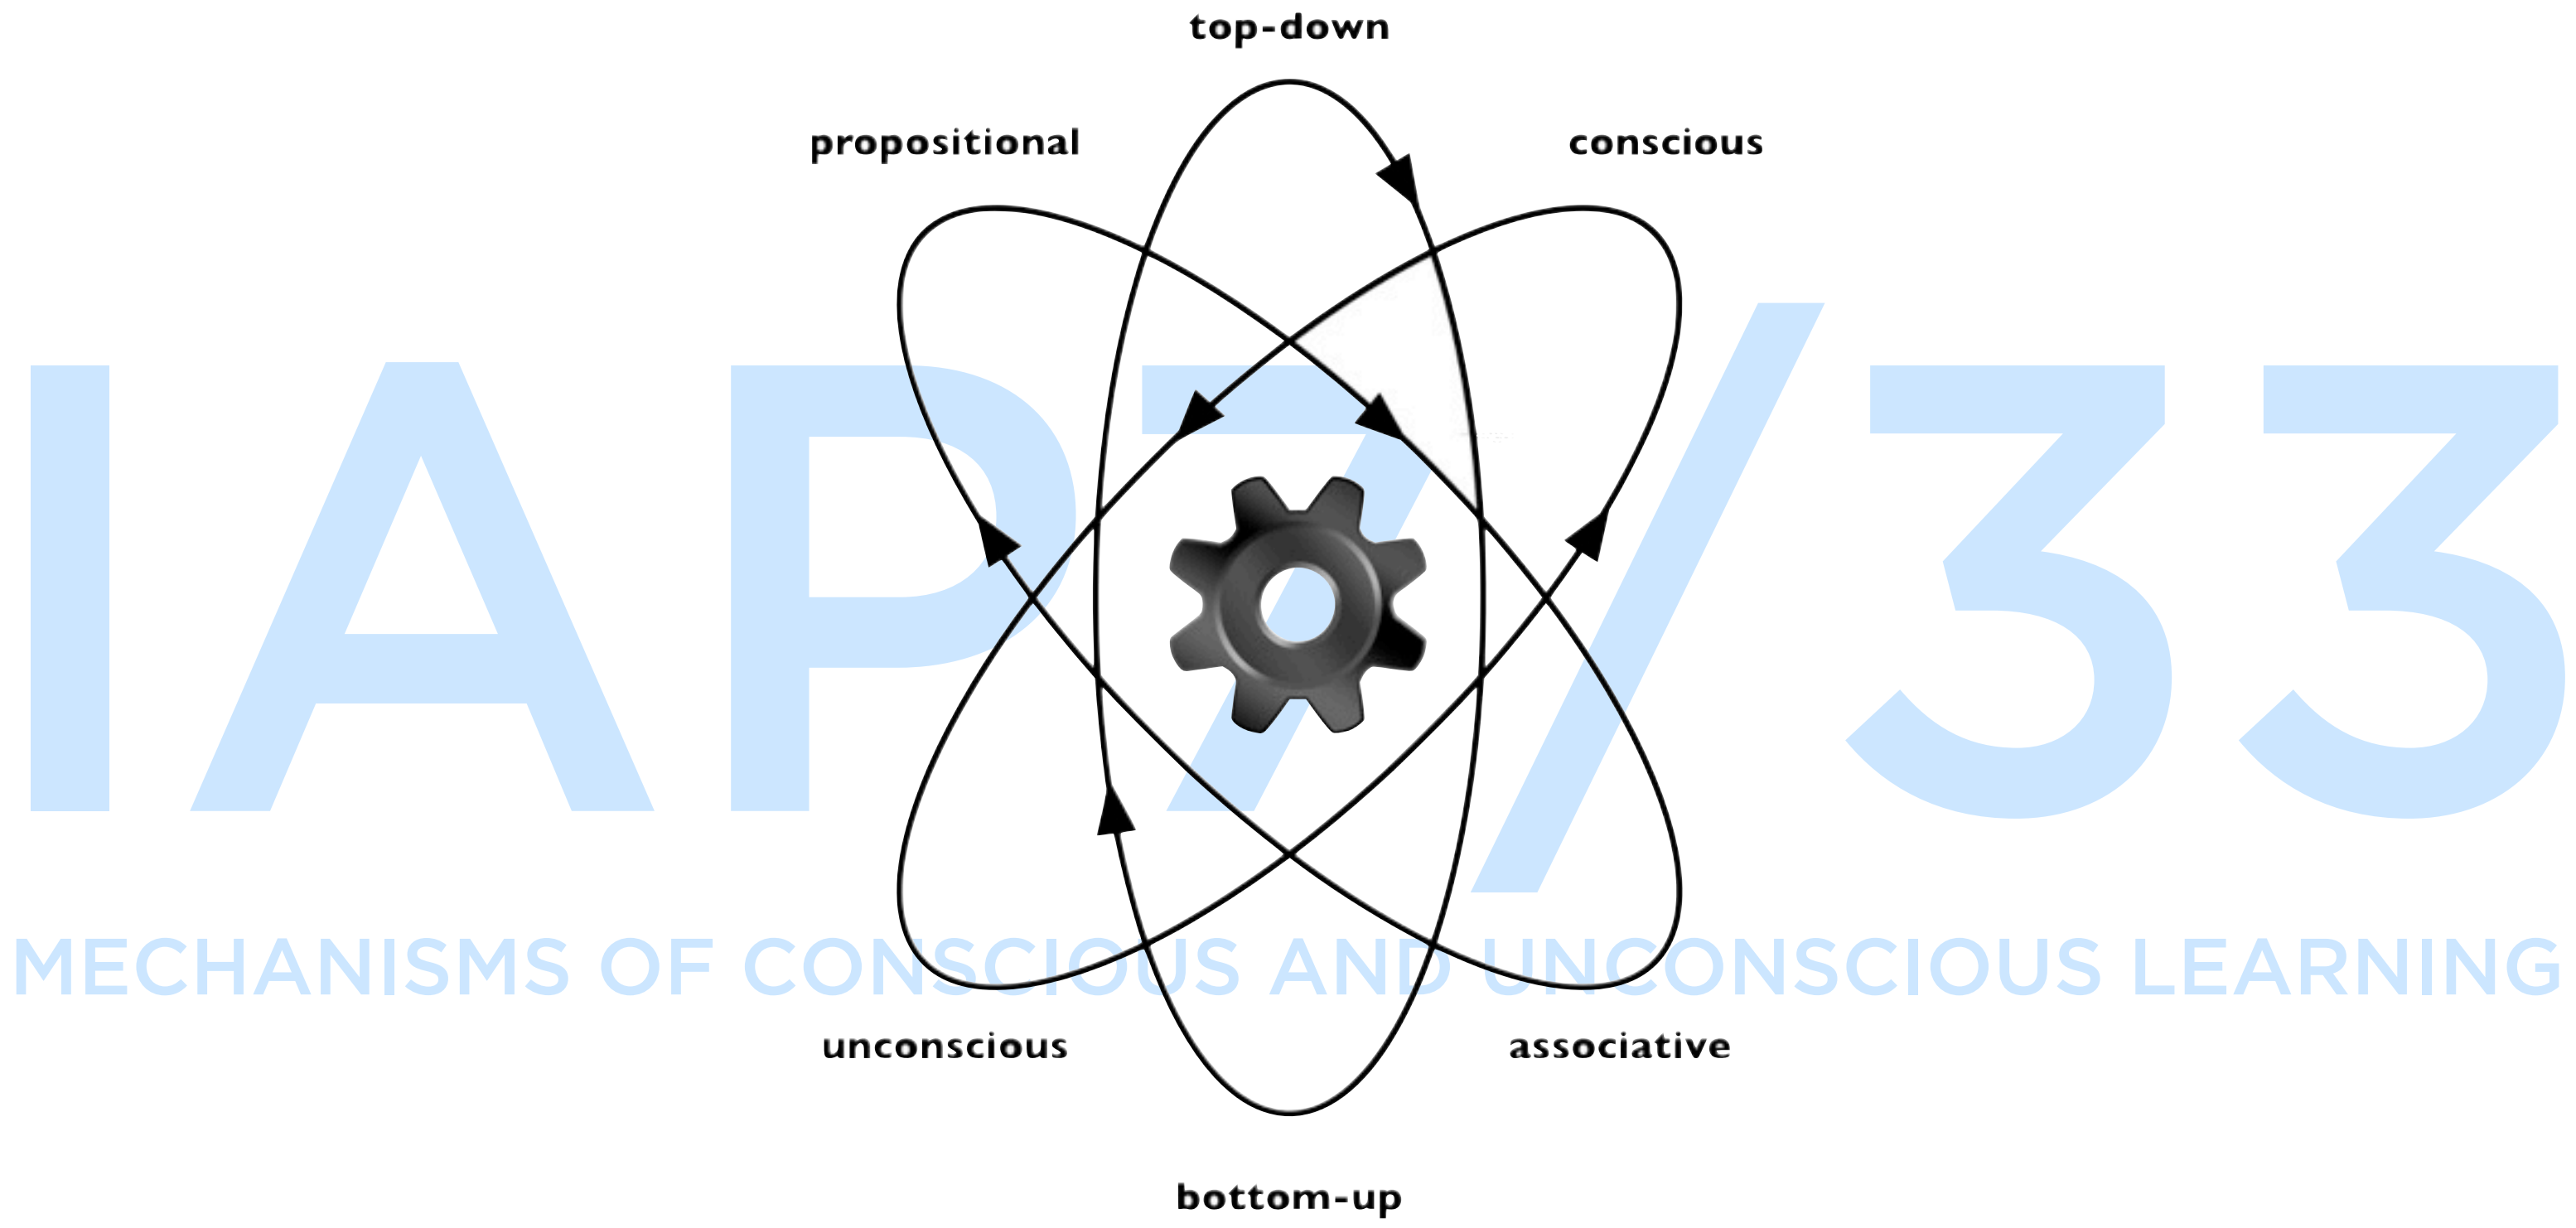 top-down
propositional
conscious
IAP7/33
MECHANISMS OF CONSCIOUS AND UNCONSCIOUS LEARNING
unconscious
associative
bottom-up